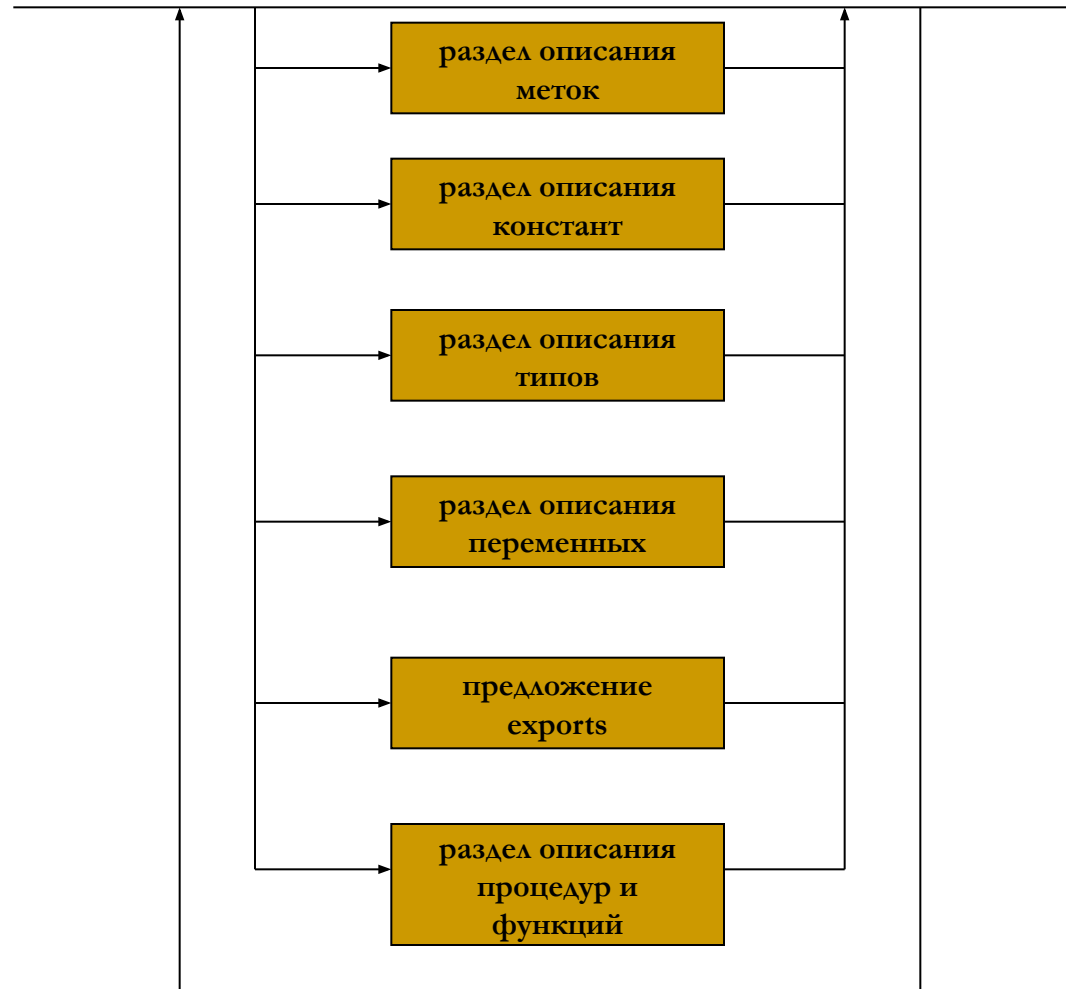 раздел описания
меток
раздел описания
констант
раздел описания
типов
раздел описания
переменных
предложение
exports
раздел описания
процедур и
функций